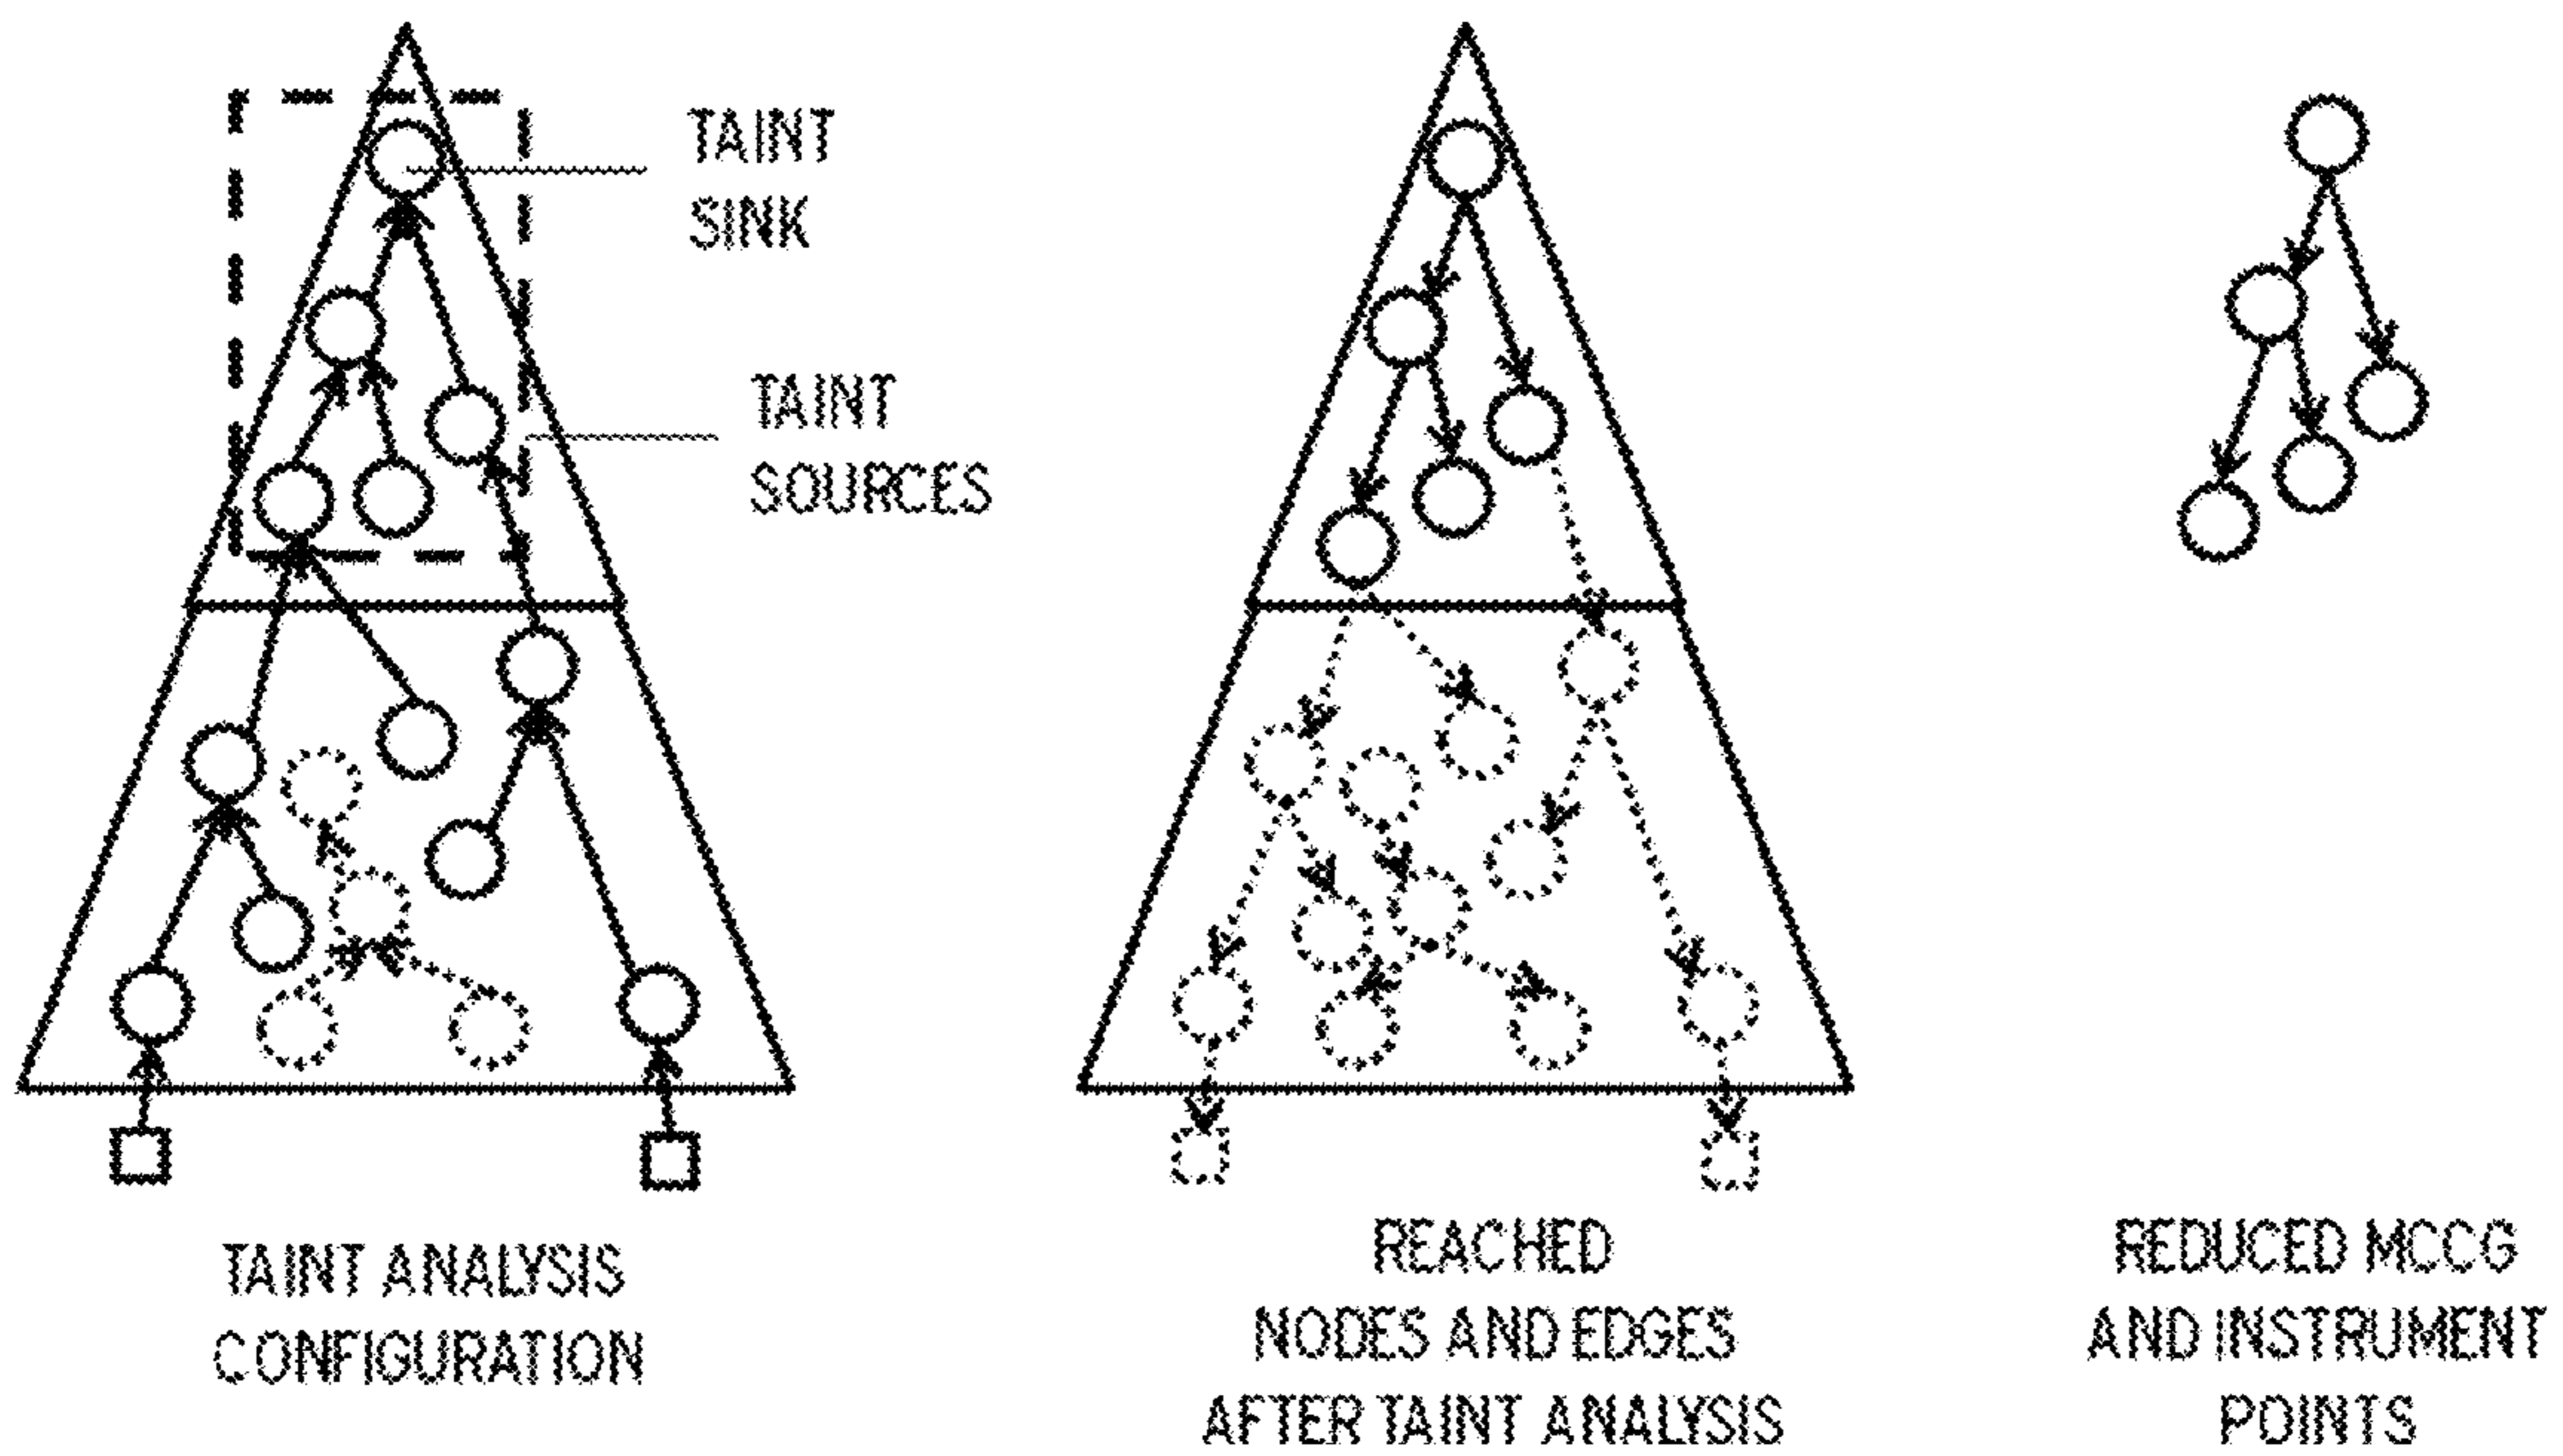 TAINT
SINK
TAINT
SOURCES
TAINT ANALYSIS
CONFIGURATION
REACHED
NODES AND EDGES
AFTER TAINT ANALYSIS
REDUCED MCCG
AND INSTRUMENT
POINTS